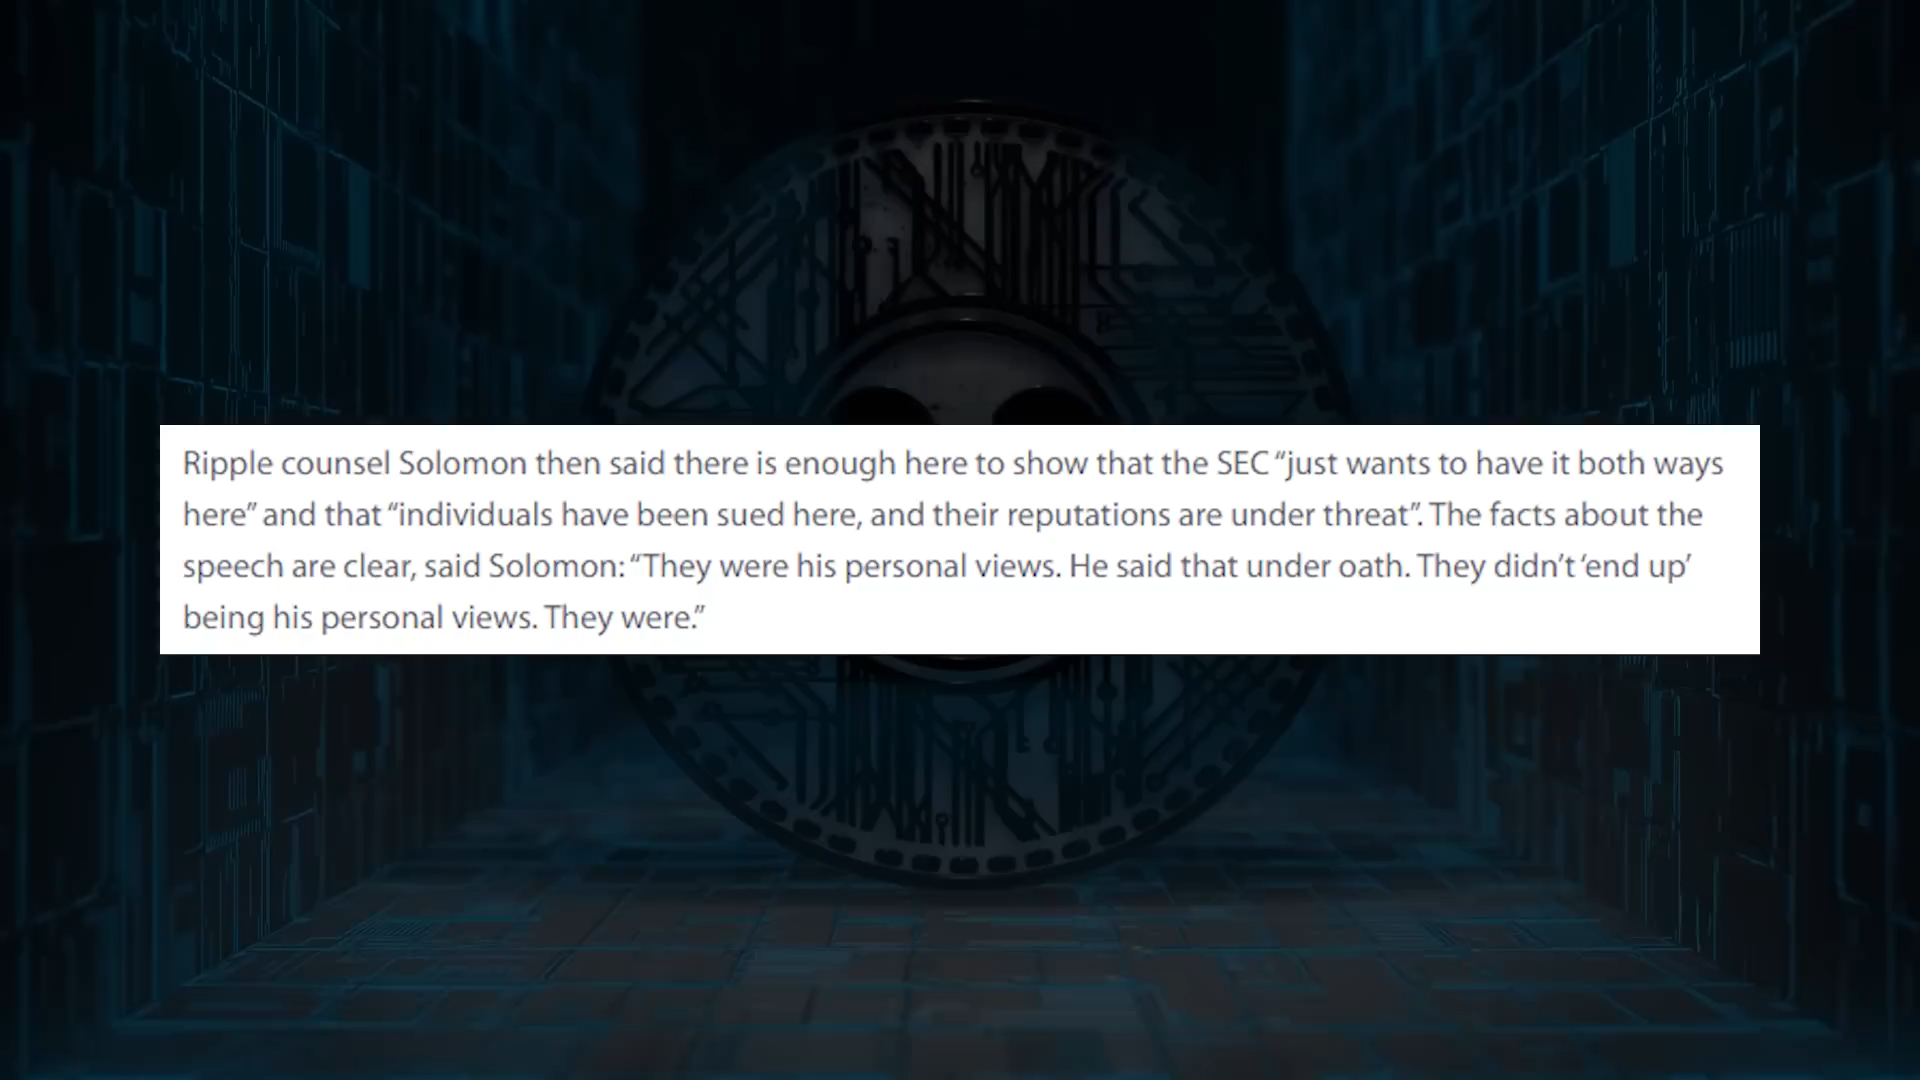 Ripple counsel Solomon then said there is enough here to show that the SEC “just wants to have it both ways
here” and that “individuals have been sued here, and their reputations are under threat”. The facts about the
speech are clear, said Solomon: “They were his personal views. He said that under oath. They didn’t ‘end up’
being his personal views. They were.”